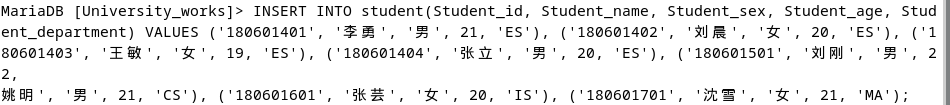 MariaDB [University_works]> INSERT INTO student(Student_id, Student_name, Student_sex, Student_age, Stud
ent_department) VALUES ('180601401', '李勇', '男', 21, 'ES'), ('180601402', '刘晨', '女', 20, 'ES'), ('1
80601403', '王敏', '女', 19, 'ES'), ('180601404', '张立', '男', 20, 'ES'), ('180601501', '刘刚', '男', 2
2,
姚明', '男', 21, 'CS'), ('180601601', '张芸', '女', 20, 'IS'), ('180601701', '沈雪', '女', 21, 'MA');